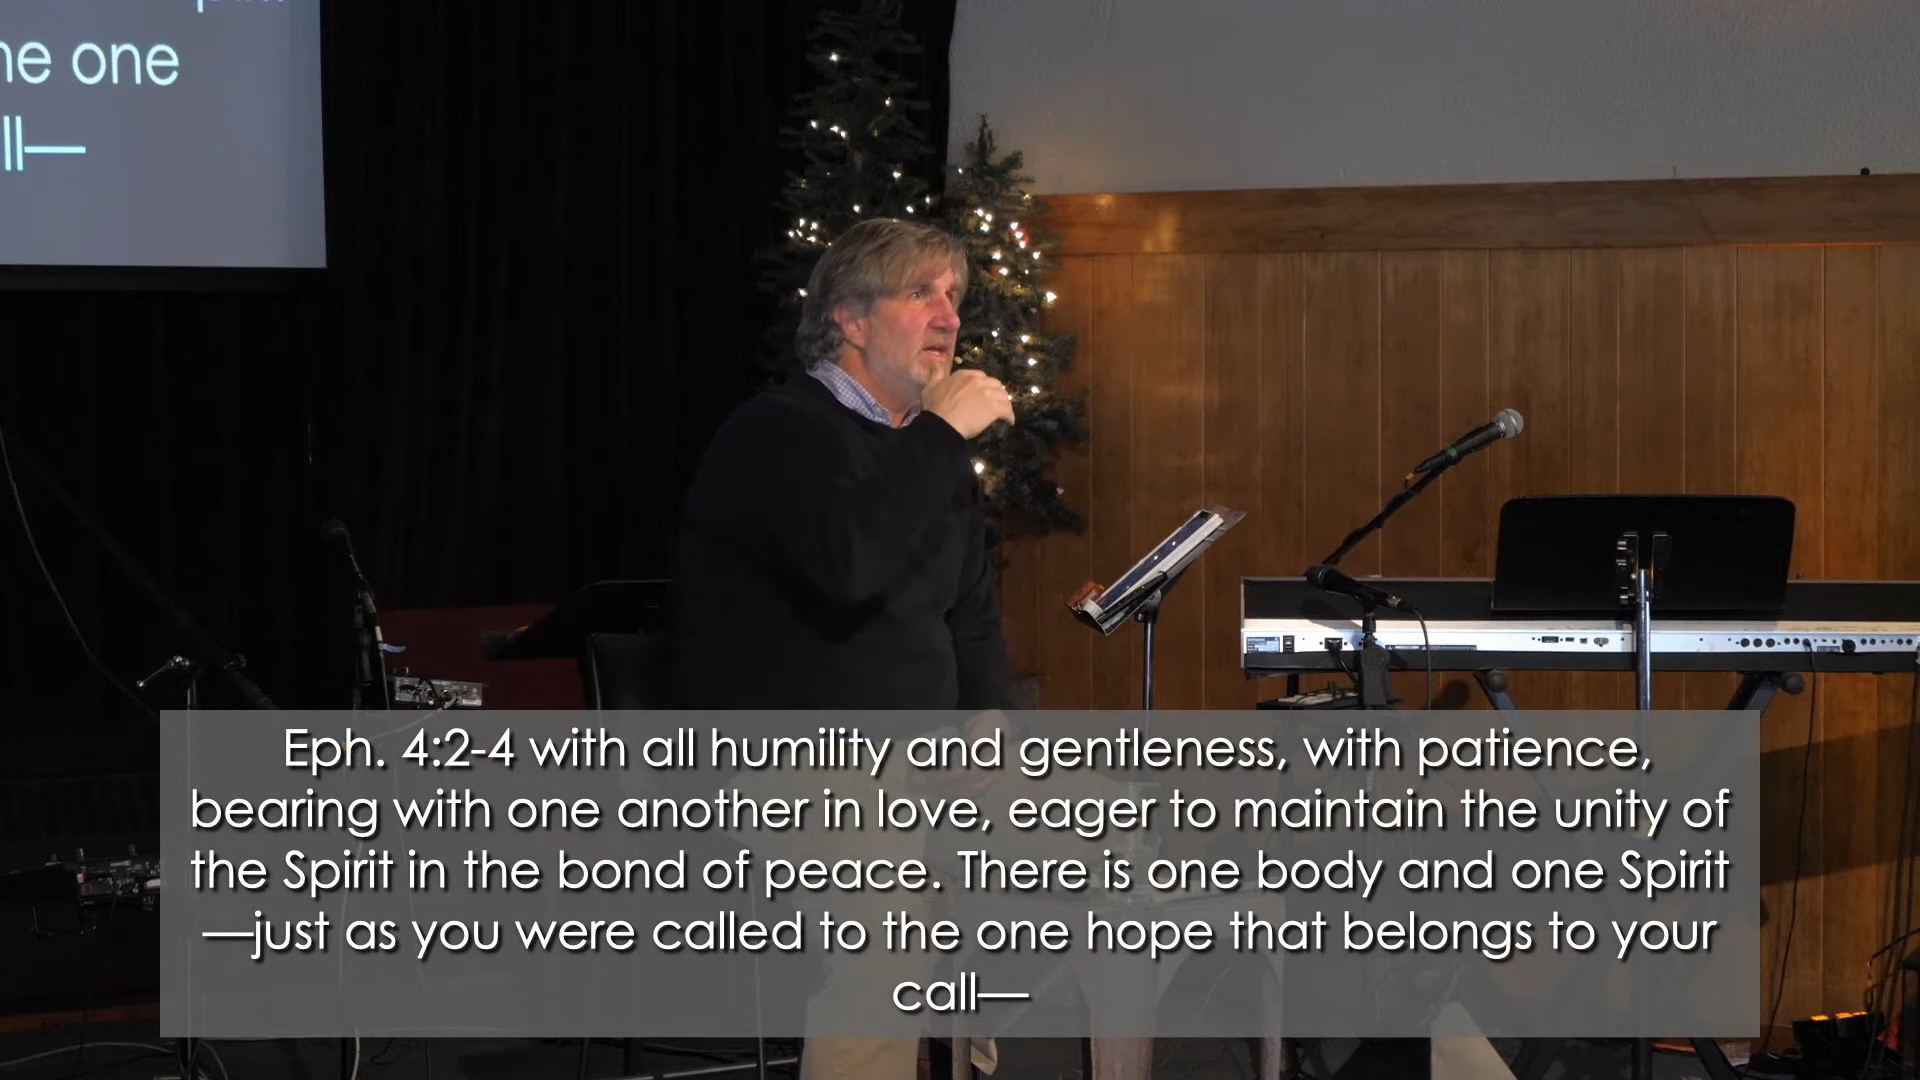 he one
ll—
Eph. 4:2-4 with all humility and gentleness, with patience,
bearing with one another in love, eager to maintain the unity of
the Spirit in the bond of peace. There is one body and one Spirit
—just as you were called to the one hope that belongs to your
call—